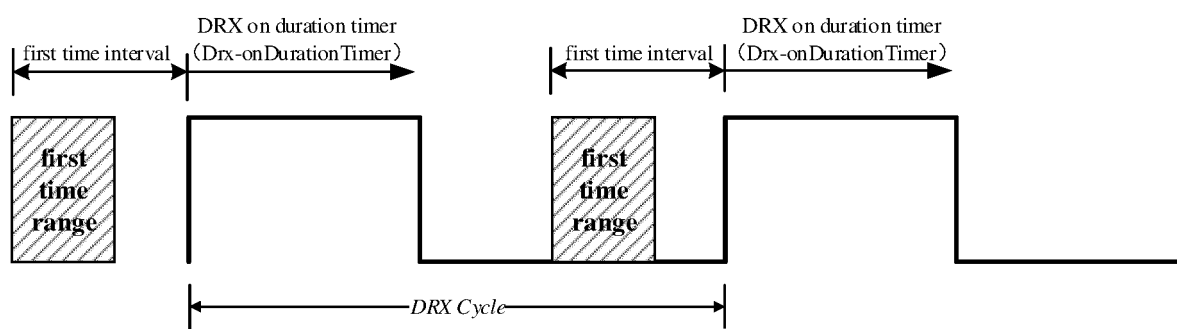 DRX on duration timer
first time interval
(Drx-onDurationTimer）
DRX on duration timer
first time interval
(Drx-onDurationTimer）
first
time
range
first
time
range
DRX Cycle